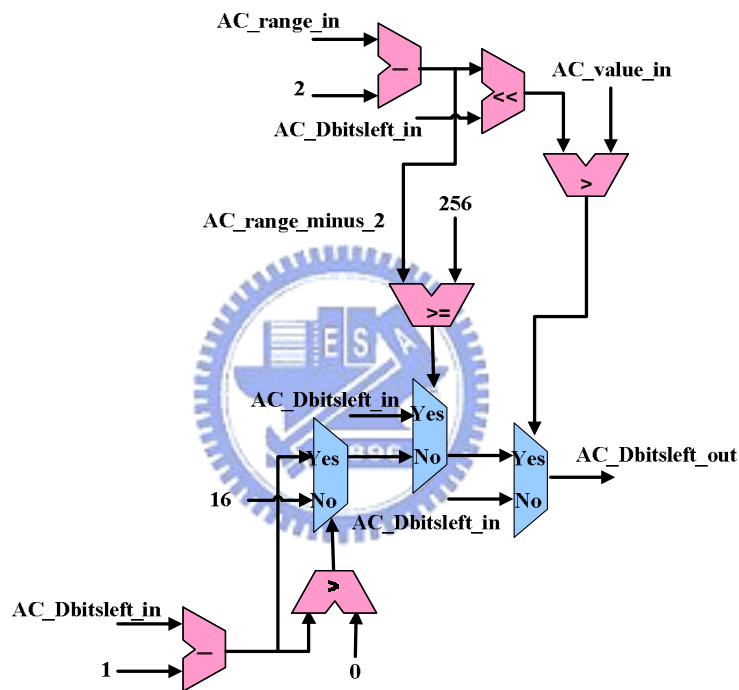 AC_range_in
−
2
<<
AC_value_in
AC_Dbitsleft_in
>
AC_range_minus_2
256
>=
E S A
AC_Dbitsleft_in
Yes
No
Yes
No
16
AC_Dbitsleft_in
Yes
No
AC_Dbitsleft_out
1896
>
AC_Dbitsleft_in
−
1
0